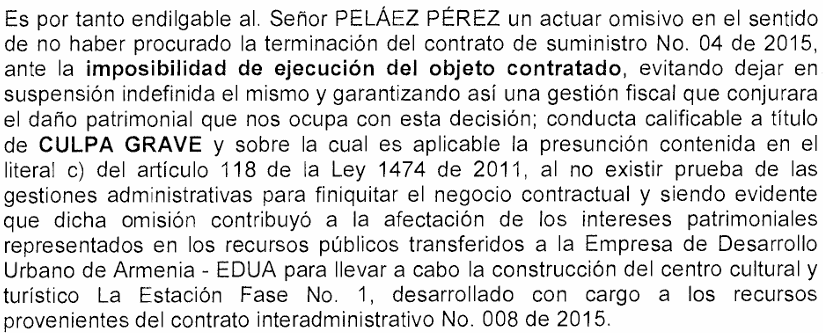 Es por tanto endilgable al. Señor PELÁEZ PÉREZ un actuar omisivo en el sentido
de no haber procurado la terminación del contrato de suministro No. 04 de 2015,
ante la imposibilidad de ejecución del objeto contratado, evitando dejar en
suspensión indefinida el mismo y garantizando así una gestión fiscal que conjurara
el daño patrimonial que nos ocupa con esta decisión; conducta calificable a título
de CULPA GRAVE y sobre la cual es aplicable la presunción contenida en el
literal c) del artículo 118 de la Ley 1474 de 2011, al no existir prueba de las
gestiones administrativas para finiquitar el negocio contractual y siendo evidente
que dicha omisión contribuyó a la afectación de los intereses patrimoniales
representados en los recursos públicos transferidos a la Empresa de Desarrollo
Urbano de Armenia - EDUA para llevar a cabo la construcción del centro cultural y
turístico La Estación Fase No. 1, desarrollado con cargo a los recursos
provenientes del contrato interadministrativo No. 008 de 2015.